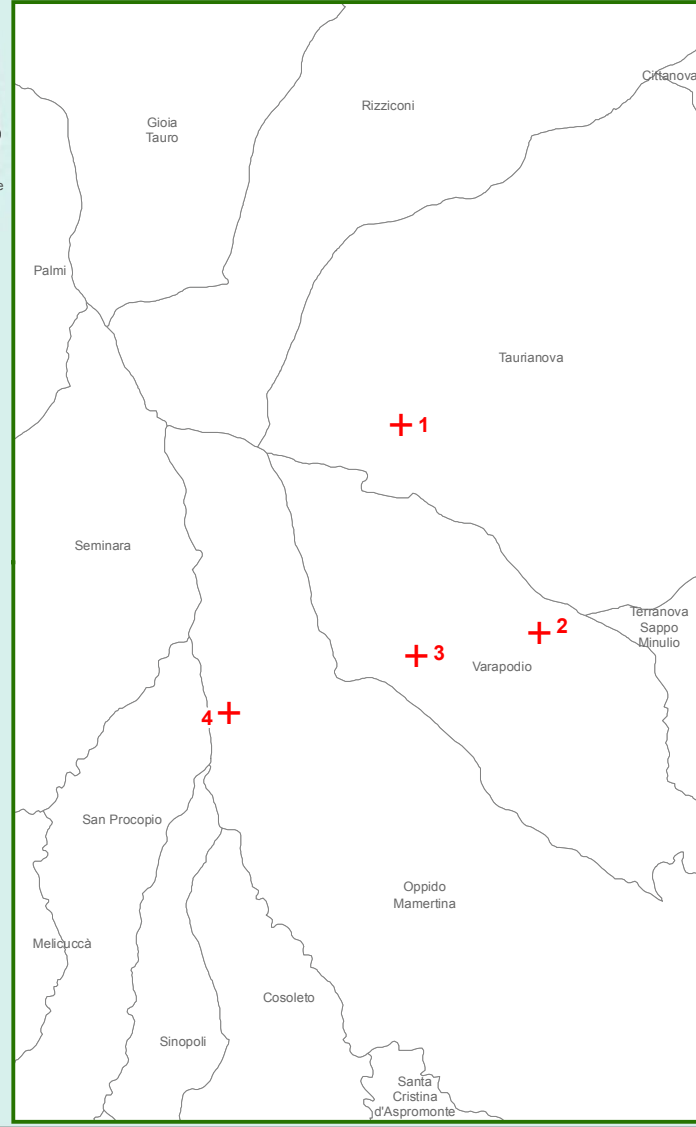 Cittanova
Rizziconi
Gioia
Tauro
e
Palmi
Taurianova
1
Seminara
Terranova
Sappo
Minulio
2
3
Varapodio
4
San Procopio
Oppido
Mamertina
Melicuccà
Cosoleto
Sinopoli
Santa
Cristina
d'Aspromonte